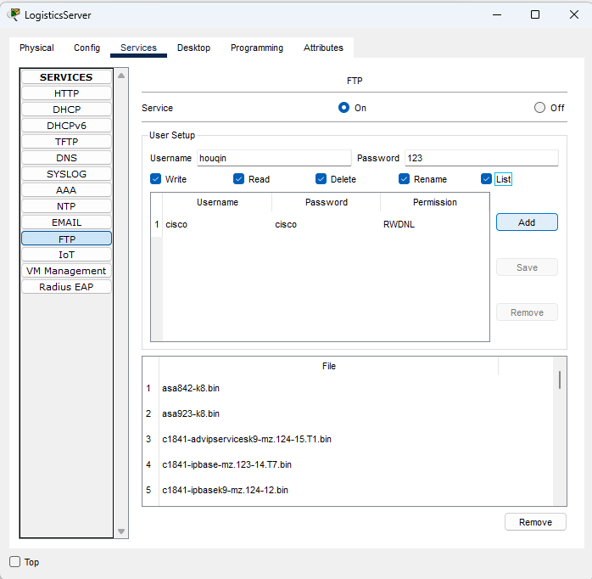 LogisticsServer
Physical Config Services Desktop Programming Attributes
SERVICES
HTTP
DHCP
DHCPv6
TFTP
DNS
SYSLOG
AAA
NTP
EMAIL
FTP
IoT
VM Management
Radius EAP
FTP
Service On Off
User Setup
Username houqin Password 123
Write Read Delete Rename List
Username Password Permission
1 cisco cisco RWDNL
Add
Save
Remove
File
1 asa842-k8.bin
2 asa923-k8.bin
3 c1841-advipservicesk9-mz.124-15.T1.bin
4 c1841-ipbase-mz.123-14.T7.bin
5 c1841-ipbasek9-mz.124-12.bin
Remove
Top